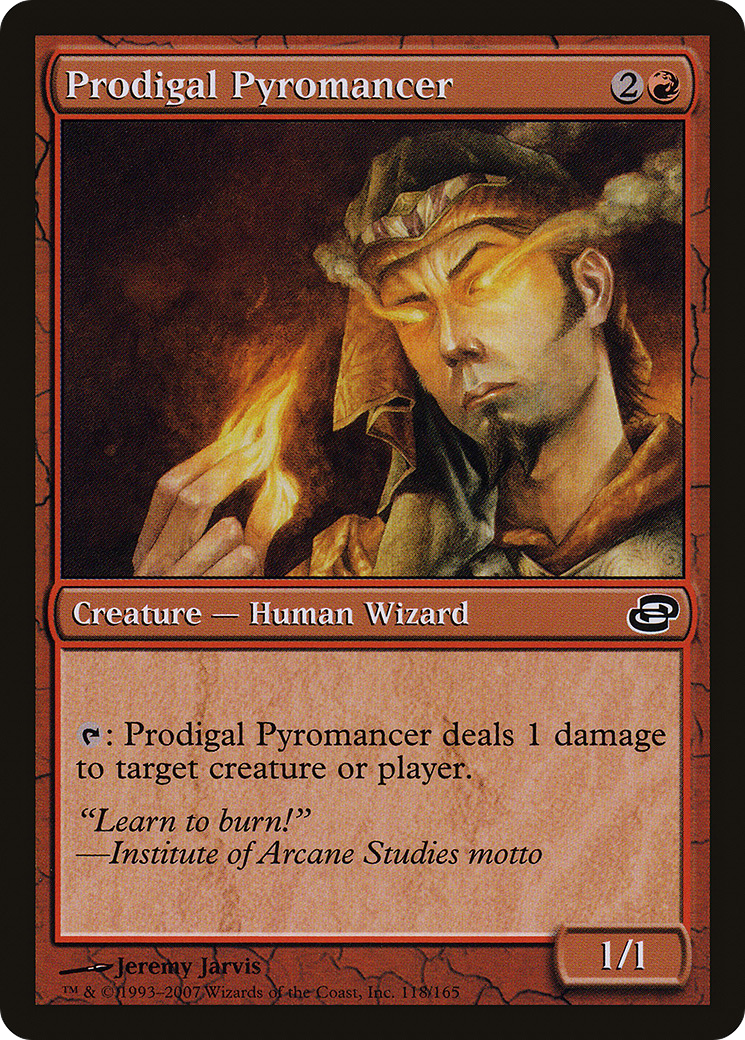 Prodigal Pyromancer 2
Creature — Human Wizard
: Prodigal Pyromancer deals 1 damage
to target creature or player.
“Learn to burn!”
—Institute of Arcane Studies motto
1/1
Jeremy Jarvis
™ & © 1993–2007 Wizards of the Coast, Inc. 118/165